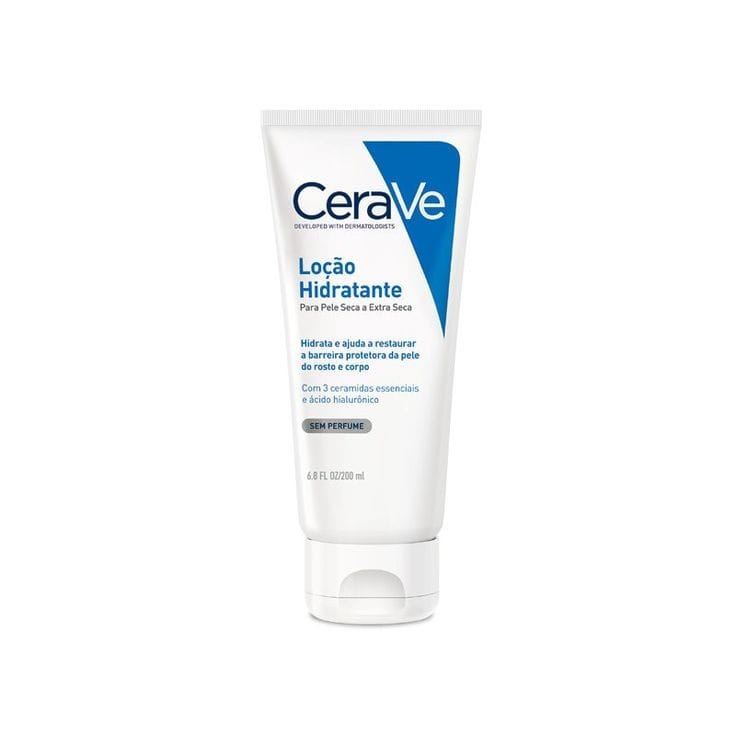 CeraVe
DEVELOPED WITH DERMATOLOGISTS
Loção
Hidratante
Para Pele Seca a Extra Seca
Hidrata e ajuda a restaurar
a barreira protetora da pele
do rosto e corpo
Com 3 ceramidas essenciais
e ácido hialurônico
SEM PERFUME
6.8 FL OZ/200 ml